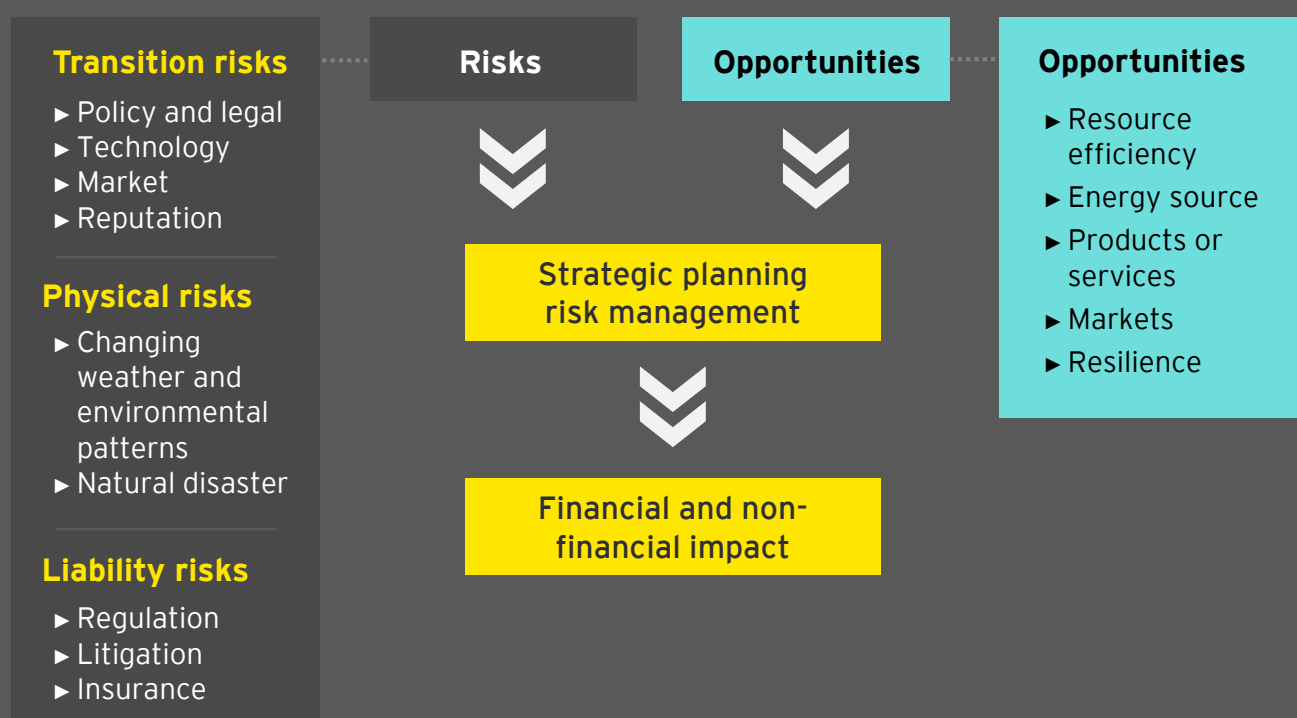 Transition risks
► Policy and legal
► Technology
► Market
► Reputation
Physical risks
► Changing
weather and
environmental
patterns
► Natural disaster
Liability risks
► Regulation
► Litigation
► Insurance
Risks
Opportunities
Strategic planning
risk management
Financial and non-
financial impact
Opportunities
► Resource
efficiency
► Energy source
► Products or
services
► Markets
► Resilience